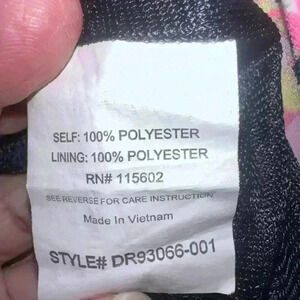 SELF: 100% POLYESTER
LINING: 100% POLYESTER
RN# 115602
SEE REVERSE FOR CARE INSTRUCTION
Made In Vietnam
STYLE# DR93066-001